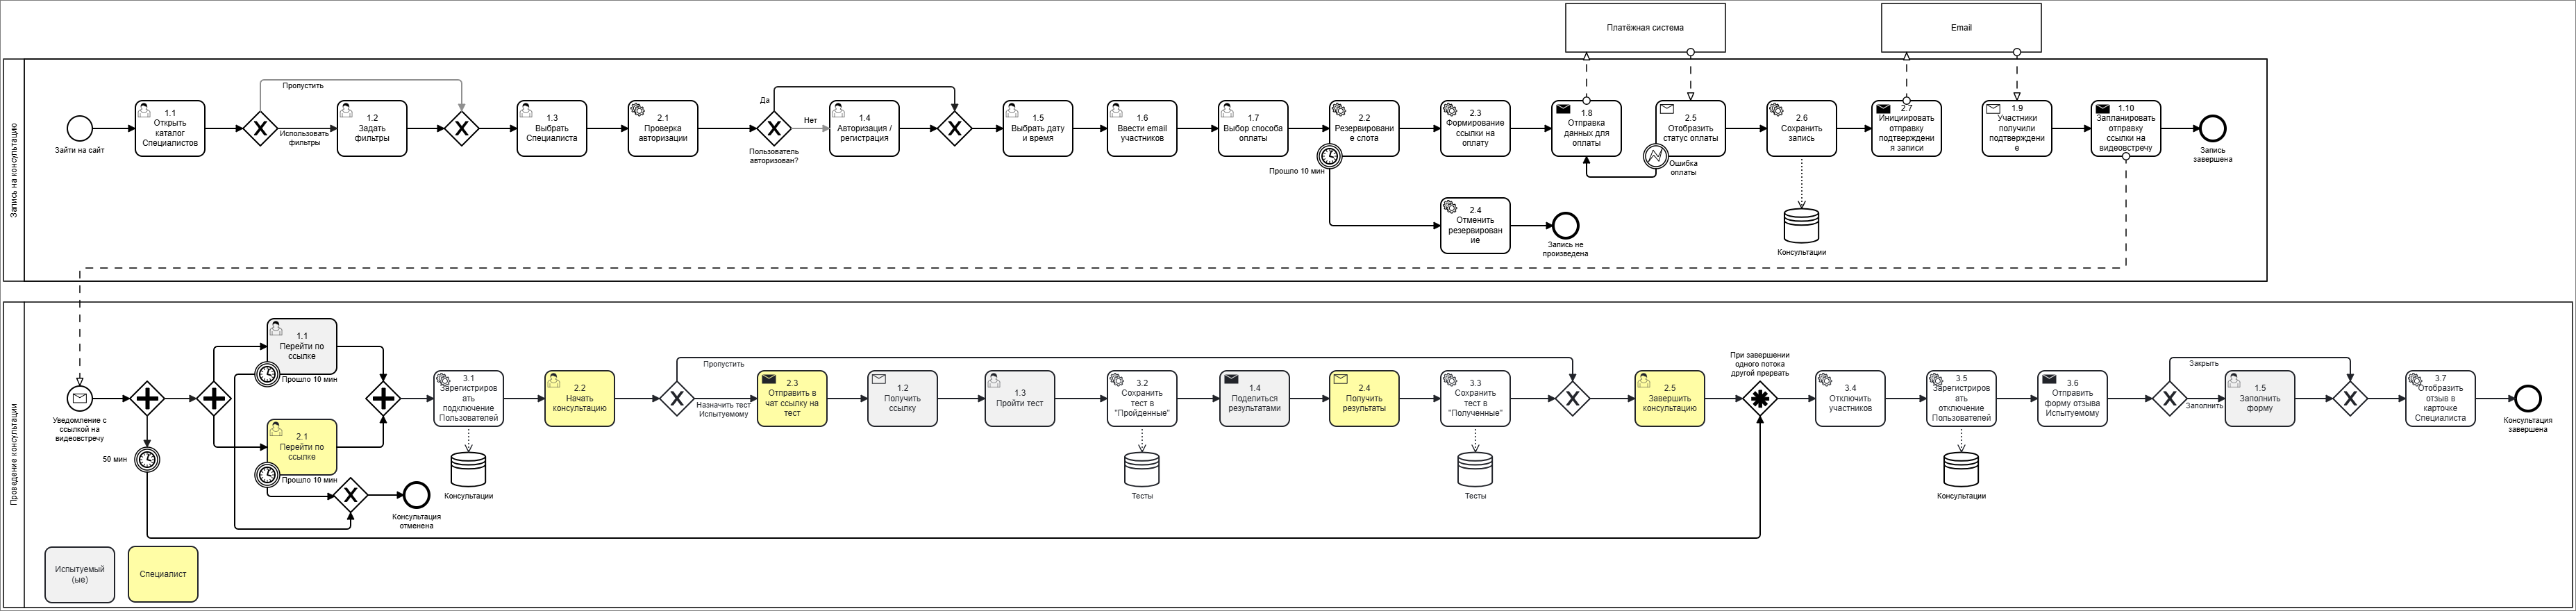 Платёжная система
Email
Запись на консультацию
Зайти на сайт
1.1
Открыть
каталог
Специалистов
Пропустить
Использовать
фильтры
1.2
Задать
фильтры
1.3
Выбрать
Специалиста
2.1
Проверка
авторизации
Да
Нет
Пользователь
авторизован?
1.4
Авторизация /
регистрация
1.5
Выбрать дату
и время
1.6
Ввести email
участников
1.7
Выбор способа
оплаты
2.2
Резервировани
е слота
Прошло 10 мин
2.3
Формирование
ссылки на
оплату
1.8
Отправка
данных для
оплаты
2.5
Отобразить
статус оплаты
Ошибка
оплаты
2.6
Сохранить
запись
Консультации
2.7
Инициировать
отправку
подтверждени
я записи
1.9
Участники
получили
подтверждени
е
1.10
Запланировать
отправку
ссылки на
видеовстречу
Запись
завершена
2.4
Отменить
резервирован
ие
Запись не
произведена
Проведение консультации
Уведомление с
ссылкой на
видеовстречу
50 мин
1.1
Перейти по
ссылке
Прошло 10 мин
2.1
Перейти по
ссылке
Прошло 10 мин
Консультация
отменена
3.1
Зарегистриров
ать
подключение
Пользователей
Консультации
2.2
Начать
консультацию
Пропустить
Назначить тест
Испытуемому
2.3
Отправить в
чат ссылку на
тест
1.2
Получить
ссылку
1.3
Пройти тест
3.2
Сохранить
тест в
"Пройденные"
Тесты
1.4
Поделиться
результатами
2.4
Получить
результаты
3.3
Сохранить
тест в
"Полученные"
Тесты
2.5
Завершить
консультацию
При завершении
одного потока
другой прервать
3.4
Отключить
участников
3.5
Зарегистриров
ать
отключение
Пользователей
Консультации
3.6
Отправить
форму отзыва
Испытуемому
Закрыть
Заполнить
1.5
Заполнить
форму
3.7
Отобразить
отзыв в
карточке
Специалиста
Консультация
завершена
Испытуемый
(ые)
Специалист